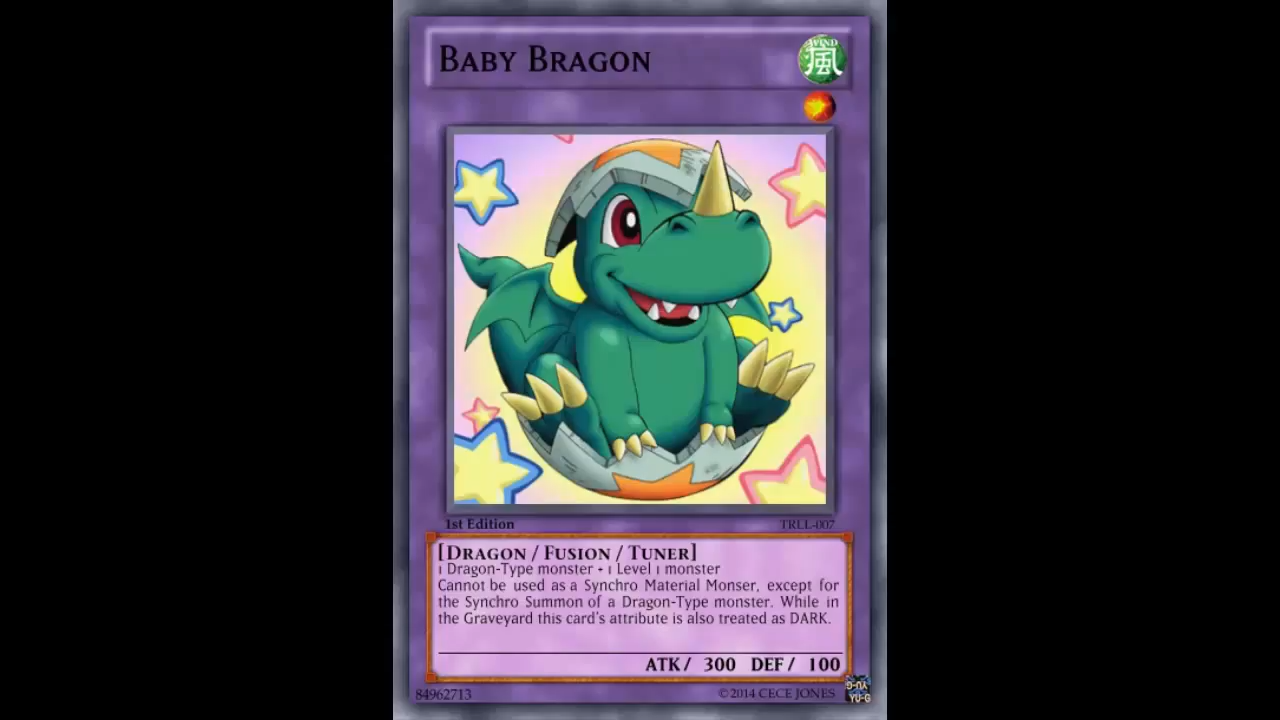 BABY BRAGON
WIND
風
1st Edition
TRLL-007
[DRAGON / FUSION / TUNER]
1 Dragon-Type monster + 1 Level 1 monster
Cannot be used as a Synchro Material Monser, except for
the Synchro Summon of a Dragon-Type monster. While in
the Graveyard this card's attribute is also treated as DARK.
ATK / 300 DEF / 100
84962713
©2014 CECE JONES
YU-G